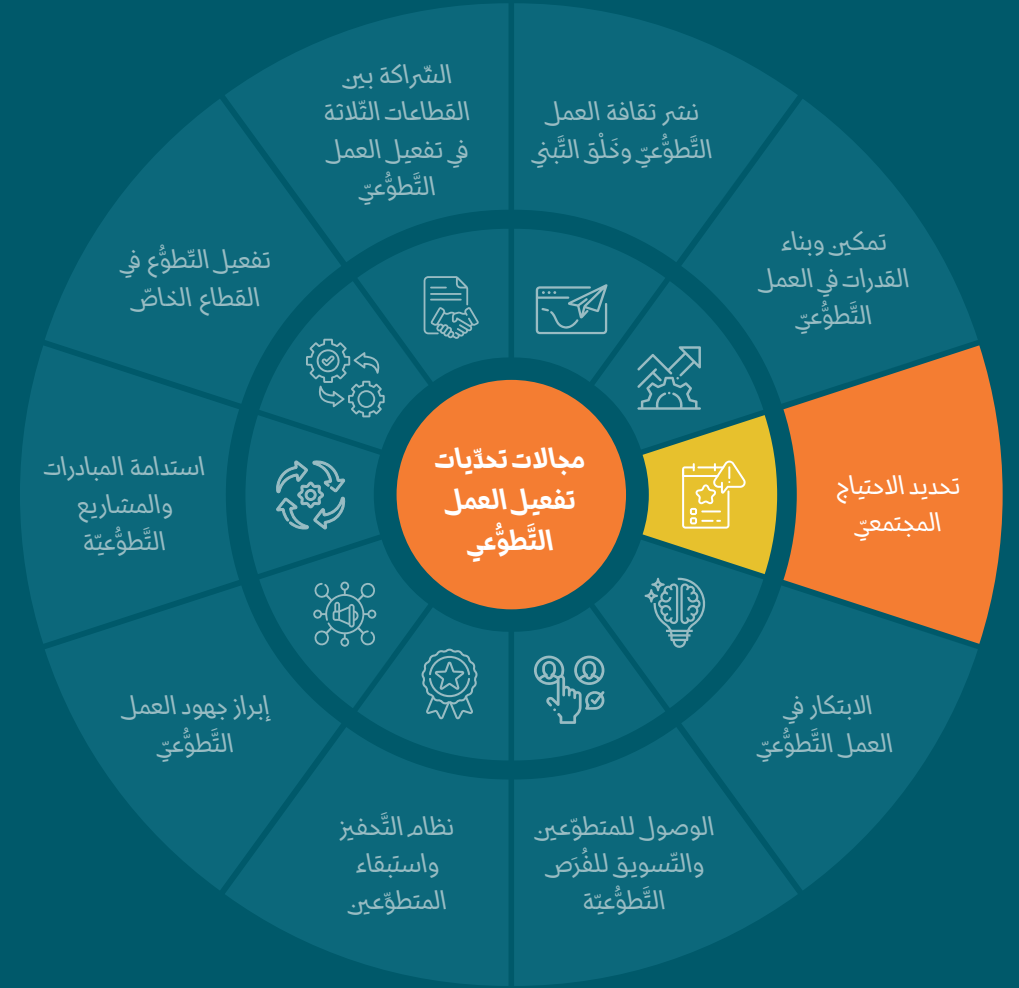 مجالات تحدِّيات
تفعيل العمل
التَّطوُّعي
نشر ثقافة العمل
التَّطوُّعيّ وخَلْق التَّبني
تمكين وبناء
القدرات في العمل
التَّطوُّعيّ
تحديد الاحتياج
المجتمعيّ
الابتكار في
العمل التَّطوُّعيّ
الوصول للمتطوّعين
والتّسويق للفُرَص
التَّطوُّعيّة
نظام التَّحفيز
واستبقاء
المتطوّعين
إبراز جهود العمل
التَّطوُّعيّ
استدامة المبادرات
والمشاريع
التَّطوُّعيّة
تفعيل التّطوُّع في
القطاع الخاصّ
الشّراكة بين
القطاعات الثّلاثة
في تفعيل العمل
التَّطوُّعيّ